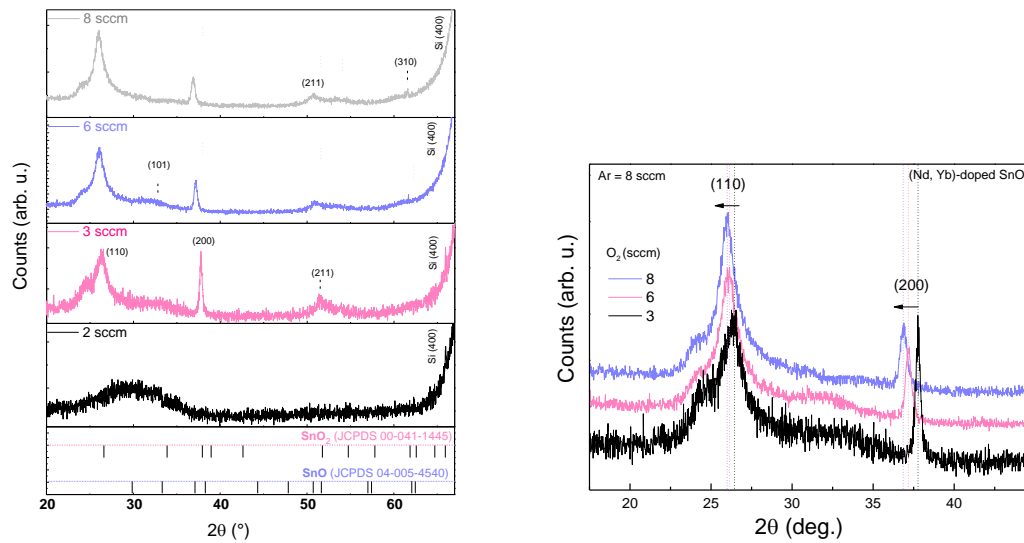 8 sccm
(211)
(310)
Si (400)
6 sccm
(101)
Si (400)
3 sccm
(110)
(200)
(211)
Si (400)
2 sccm
Si (400)
SnO2 (JCPDS 00-041-1445)
SnO (JCPDS 04-005-4540)
20 30 40 50 60
2θ (°)
Counts (arb. u.)
Ar = 8 sccm
(Nd, Yb)-doped SnO
(110)
O2 (sccm)
8
6
3
(200)
20 25 30 35 40
2θ (deg.)
Counts (arb. u.)